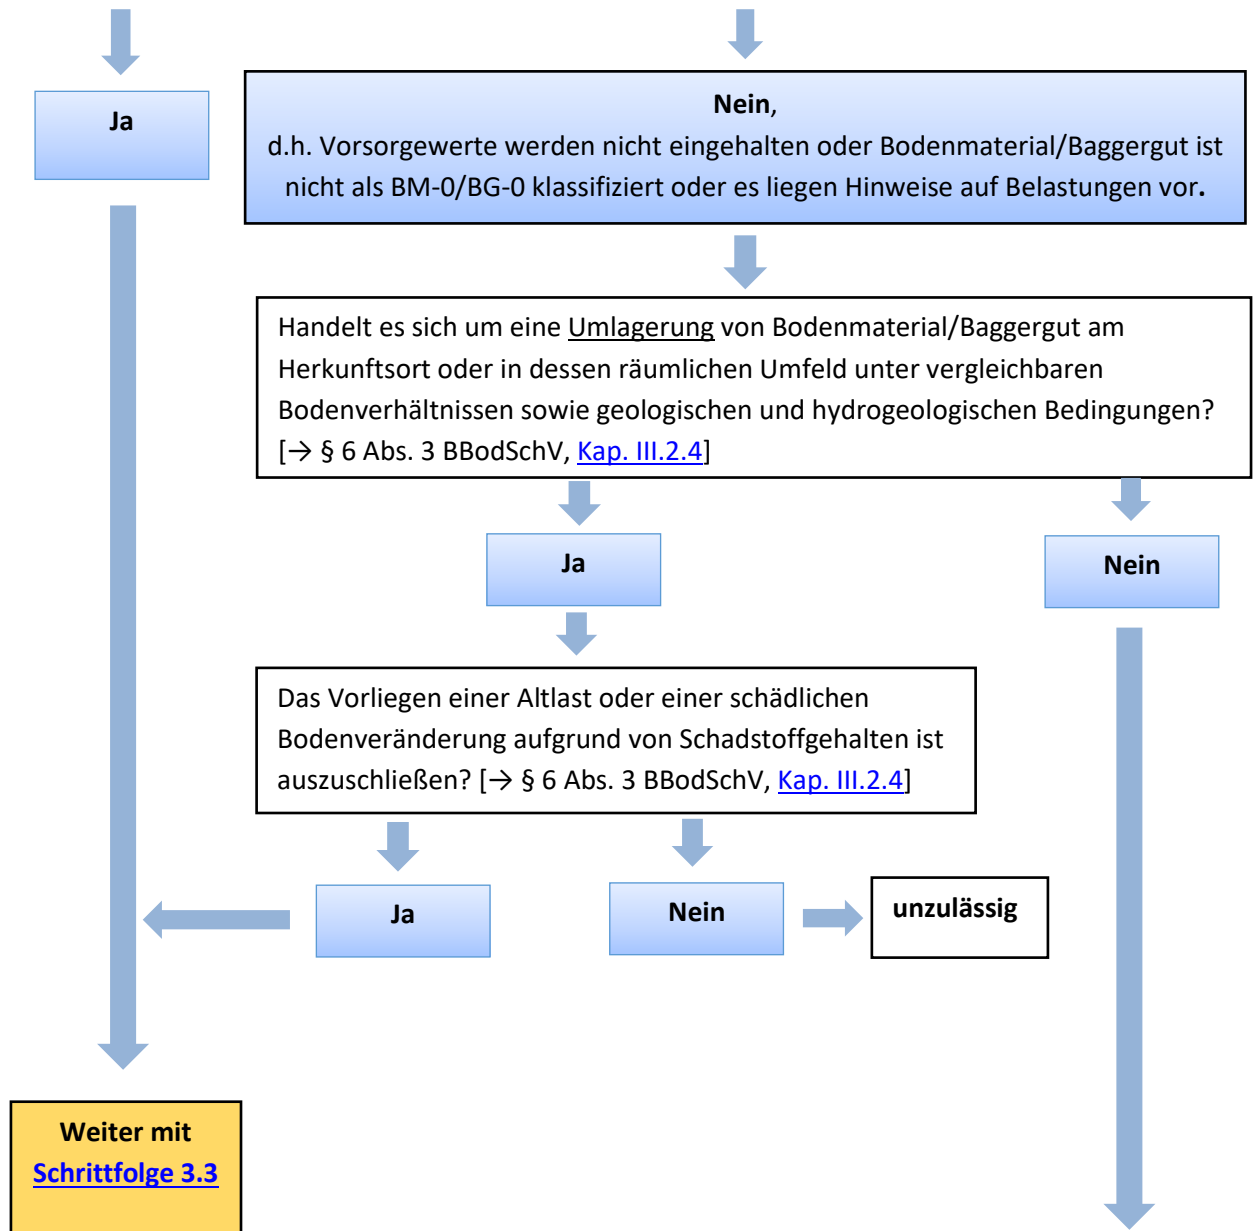 Ja
Nein,
d.h. Vorsorgewerte werden nicht eingehalten oder Bodenmaterial/Baggergut ist
nicht als BM-0/BG-0 klassifiziert oder es liegen Hinweise auf Belastungen vor.
Handelt es sich um eine Umlagerung von Bodenmaterial/Baggergut am
Herkunftsort oder in dessen räumlichen Umfeld unter vergleichbaren
Bodenverhältnissen sowie geologischen und hydrogeologischen Bedingungen?
[→ § 6 Abs. 3 BBodSchV, Kap. III.2.4]
Ja
Nein
Das Vorliegen einer Altlast oder einer schädlichen
Bodenveränderung aufgrund von Schadstoffgehalten ist
auszuschließen? [→ § 6 Abs. 3 BBodSchV, Kap. III.2.4]
Ja
Nein
unzulässig
Weiter mit
Schrittfolge 3.3